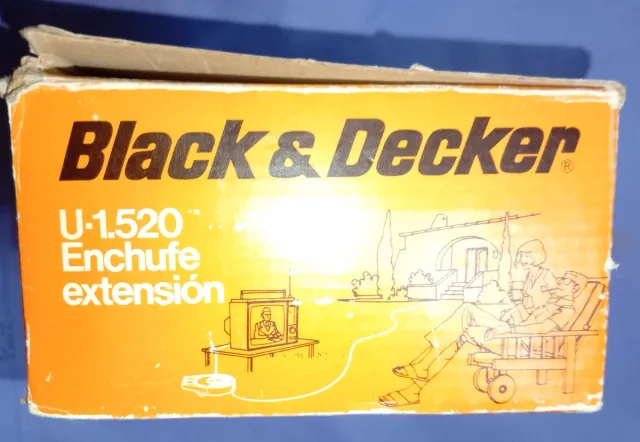 Black & Decker®
U-1.520
Enchufe
extensión